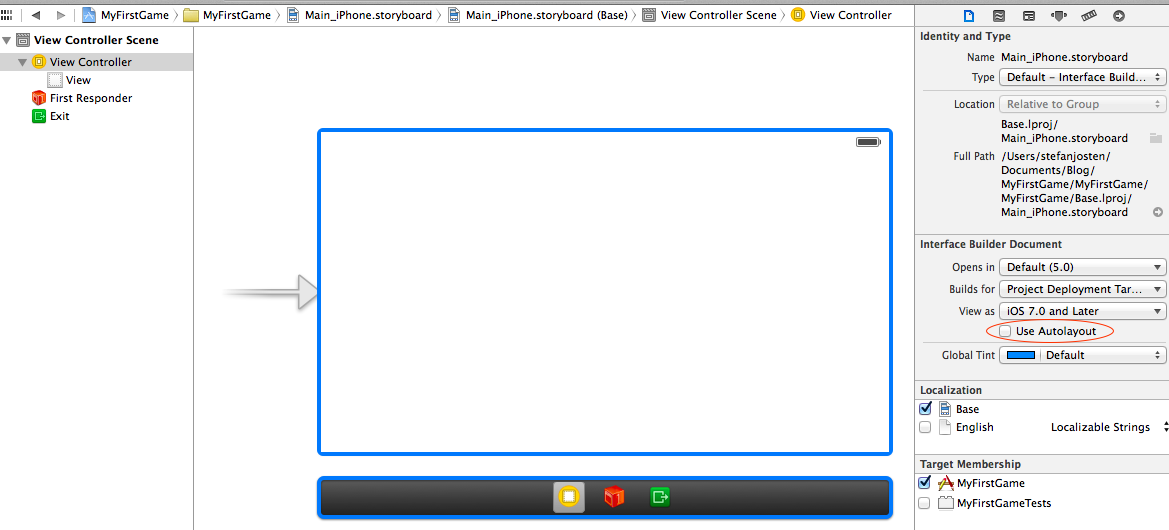 MyFirstGame MyFirstGame Main_iPhone.storyboard Main_iPhone.storyboard (Base) View Controller Scene View Controller
View Controller Scene
View Controller
View
First Responder
Exit
Identity and Type
Name Main_iPhone.storyboard
Type Default - Interface Build...
Location Relative to Group
Base.lproj/
Main_iPhone.storyboard
Full Path /Users/stefanjosten/
Documents/Blog/
MyFirstGame/MyFirstGame/
MyFirstGame/Base.lproj/
Main_iPhone.storyboard
Interface Builder Document
Opens in Default (5.0)
Builds for Project Deployment Tar...
View as iOS 7.0 and Later
Use Autolayout
Global Tint Default
Localization
Base
English Localizable Strings
Target Membership
MyFirstGame
MyFirstGameTests